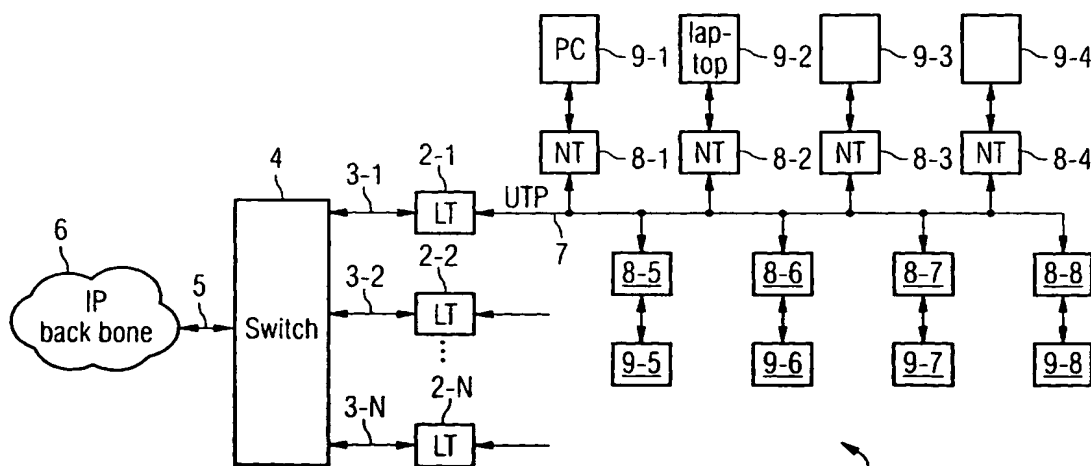 PC
9-1
lap-
top
9-2
9-3
9-4
NT
8-1
NT
8-2
NT
8-3
NT
8-4
4
3-1
2-1
LT
UTP
7
6
IP
back bone
5
Switch
3-2
2-2
LT
8-5
8-6
8-7
8-8
9-5
9-6
9-7
9-8
3-N
2-N
LT